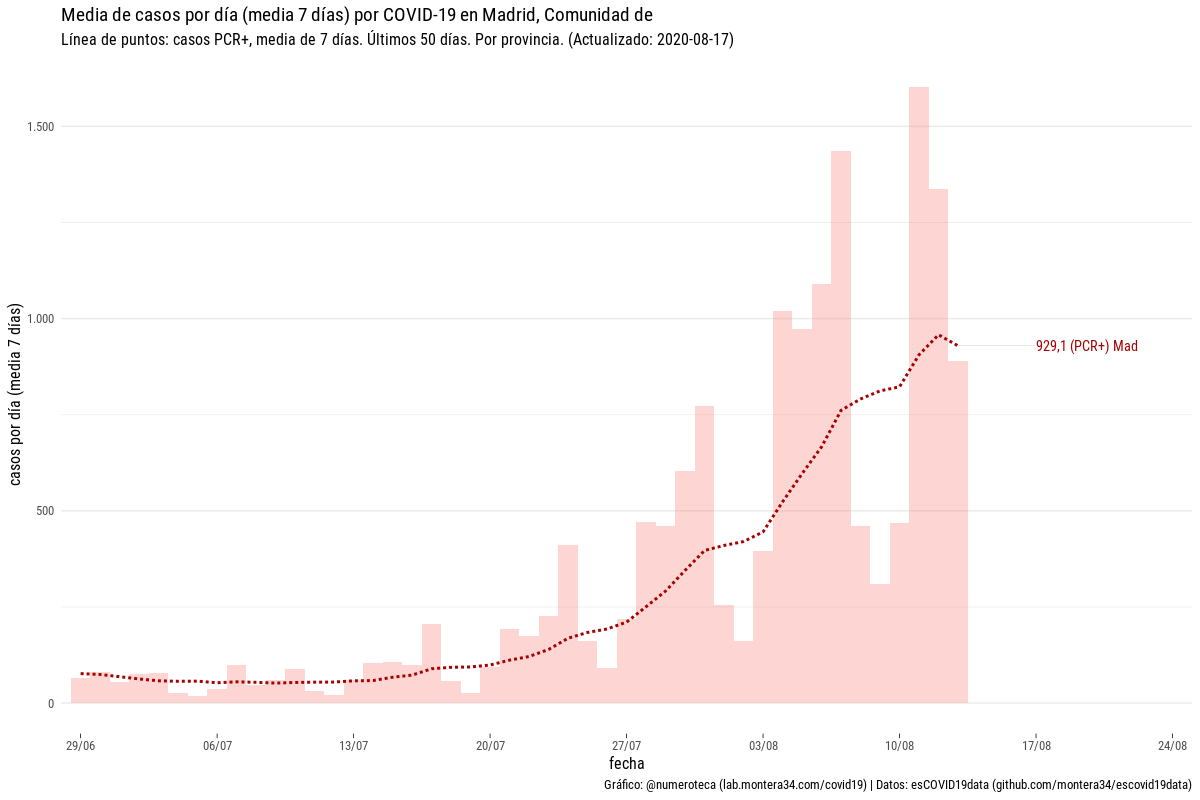 Media de casos por día (media 7 días) por COVID-19 en Madrid, Comunidad de
Línea de puntos: casos PCR+, media de 7 días. Últimos 50 días. Por provincia. (Actualizado: 2020-08-17)
casos por día (media 7 días)
1.500
1.000
500
0
929,1 (PCR+) Mad
29/06
06/07
13/07
20/07
27/07
03/08
10/08
17/08
24/08
fecha
Gráfico: @numeroteca (lab.montera34.com/covid19) | Datos: esCOVID19data (github.com/montera34/escovid19data)